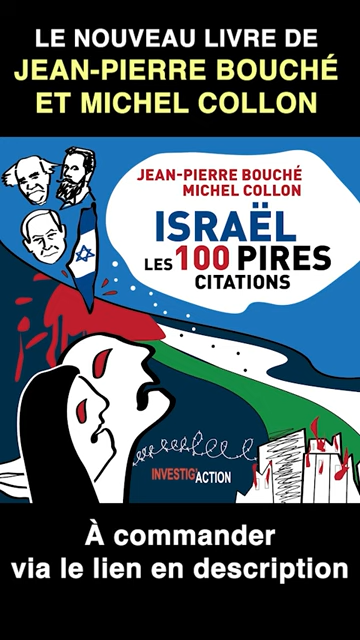 LE NOUVEAU LIVRE DE
JEAN-PIERRE BOUCHÉ
ET MICHEL COLLON
JEAN-PIERRE BOUCHÉ
MICHEL COLLON
ISRAËL
LES 100 PIRES
CITATIONS
INVESTIG'ACTION
À commander
via le lien en description